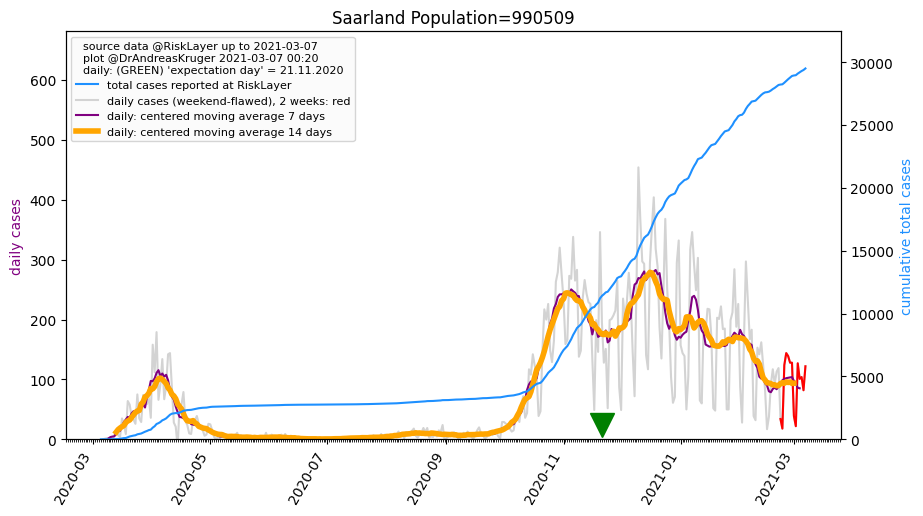 Saarland Population=990509
source data @RiskLayer up to 2021-03-07
plot @DrAndreasKruger 2021-03-07 00:20
daily: (GREEN) 'expectation day' = 21.11.2020
total cases reported at RiskLayer
daily cases (weekend-flawed), 2 weeks: red
daily: centered moving average 7 days
daily: centered moving average 14 days
daily cases
600
500
400
300
200
100
0
30000
25000
20000
15000
10000
5000
0
cumulative total cases
2020-03
2020-05
2020-07
2020-09
2020-11
2021-01
2021-03